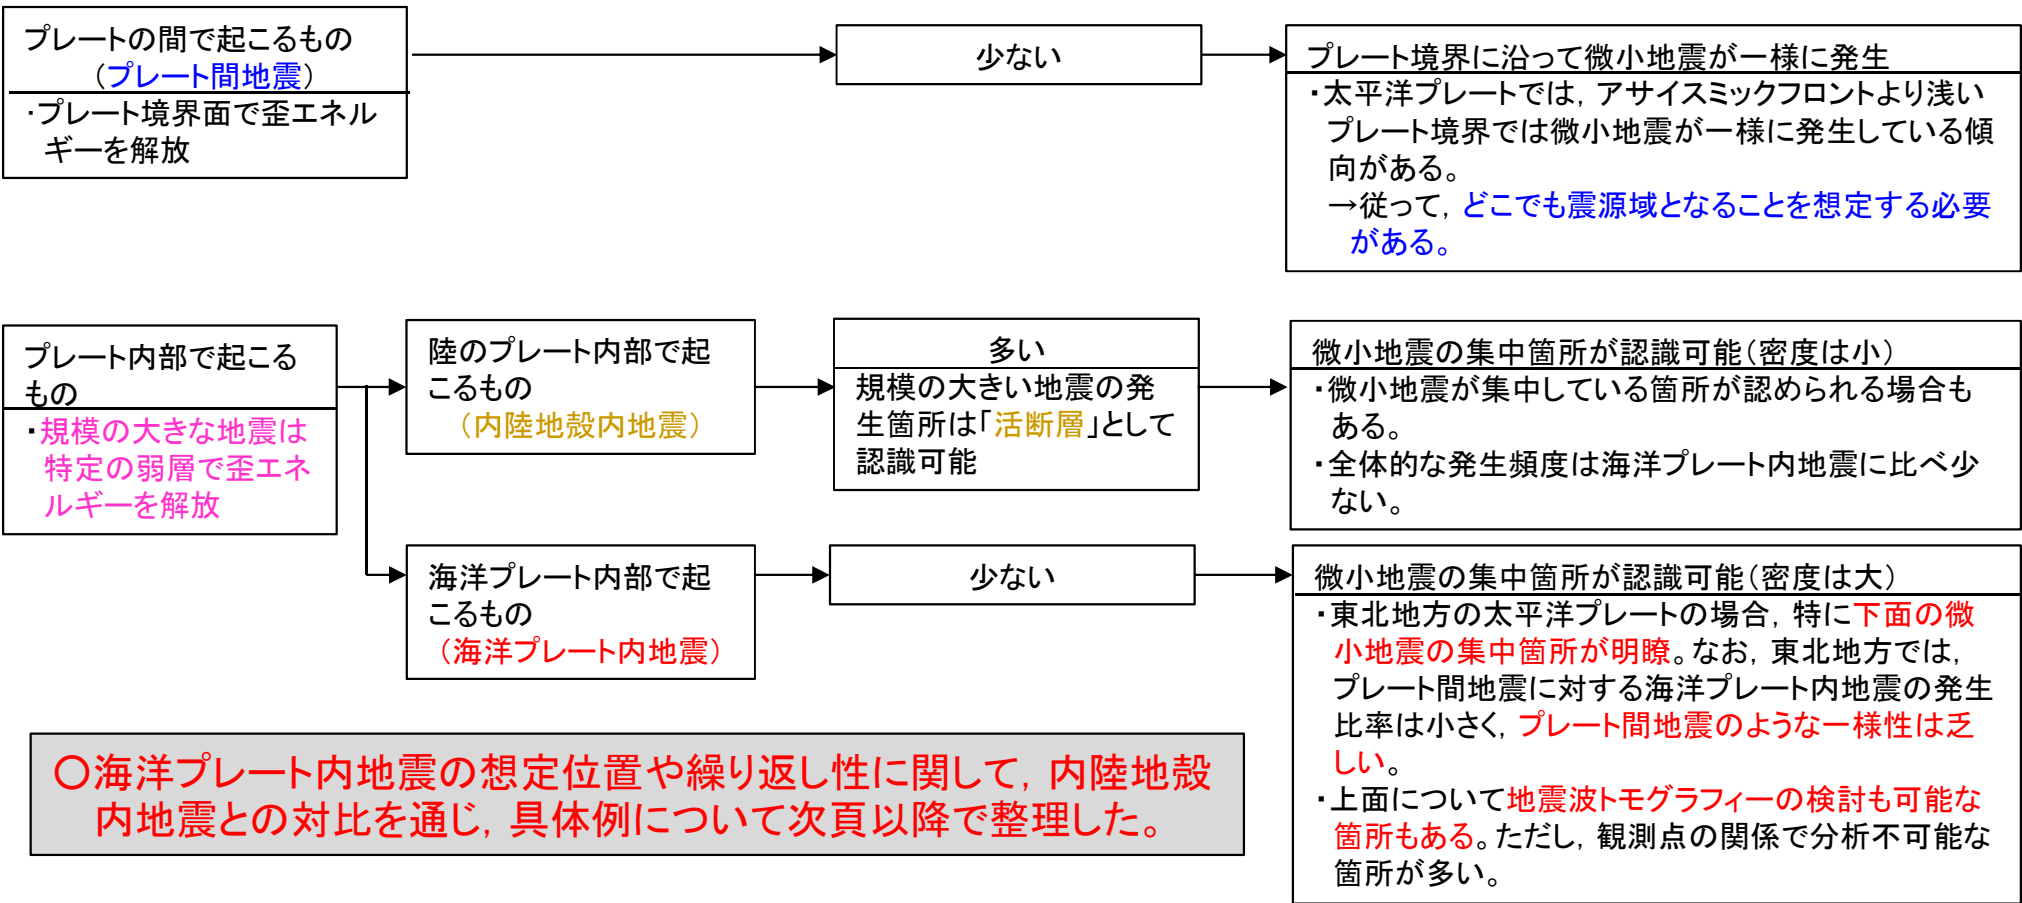 プレートの間で起こるもの
（プレート間地震）
・プレート境界面で歪エネル
ギーを解放
少ない
プレート境界に沿って微小地震が一様に発生
・太平洋プレートでは，アサイスミックフロントより浅い
プレート境界では微小地震が一様に発生している傾
向がある。
→従って，どこでも震源域となることを想定する必要
がある。
プレート内部で起こる
もの
・規模の大きな地震は
特定の弱層で歪エネ
ルギーを解放
陸のプレート内部で起
こるもの
（内陸地殻内地震）
多い
規模の大きい地震の発
生箇所は「活断層」として
認識可能
微小地震の集中箇所が認識可能（密度は小）
・微小地震が集中している箇所が認められる場合も
ある。
・全体的な発生頻度は海洋プレート内地震に比べ少
ない。
海洋プレート内部で起
こるもの
（海洋プレート内地震）
少ない
微小地震の集中箇所が認識可能（密度は大）
・東北地方の太平洋プレートの場合，特に下面の微
小地震の集中箇所が明瞭。なお，東北地方では，
プレート間地震に対する海洋プレート内地震の発生
比率は小さく，プレート間地震のような一様性は乏
しい。
・上面について地震波トモグラフィーの検討も可能な
箇所もある。ただし，観測点の関係で分析不可能な
箇所が多い。
〇海洋プレート内地震の想定位置や繰り返し性に関して，内陸地殻
内地震との対比を通じ，具体例について次頁以降で整理した。